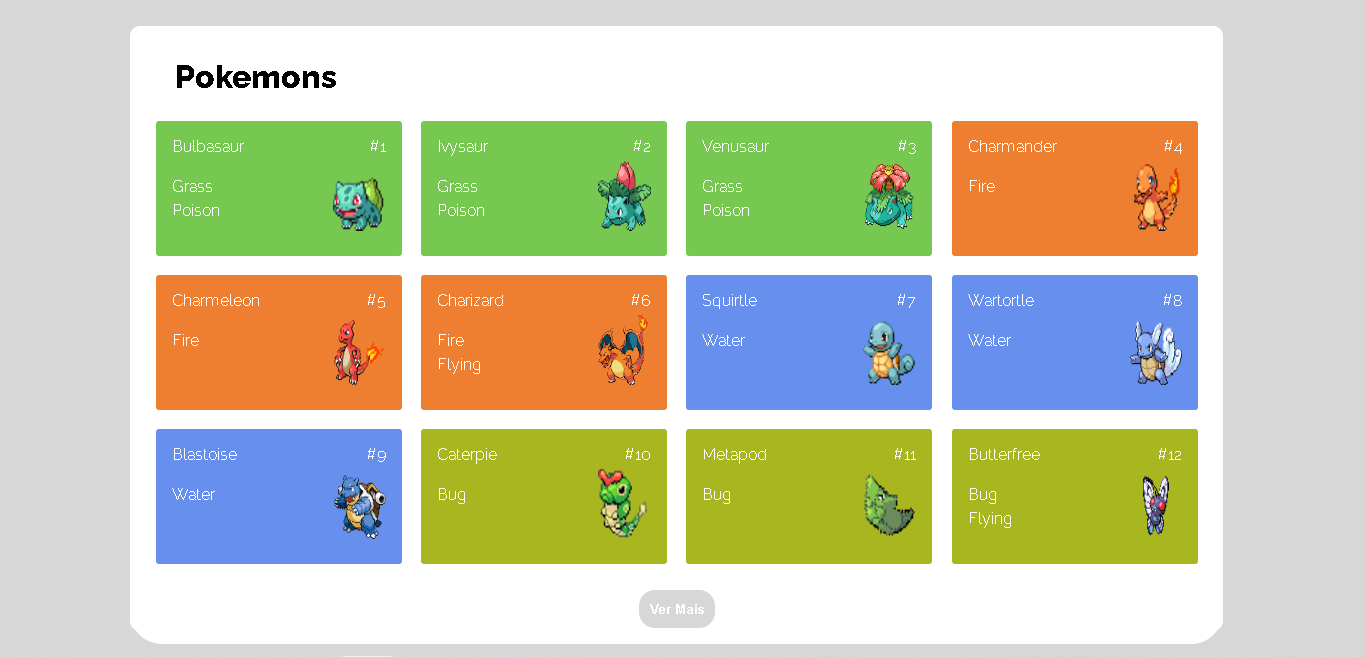 Pokemons
Bulbasaur #1
Grass
Poison
Ivysaur #2
Grass
Poison
Venusaur #3
Grass
Poison
Charmander #4
Fire
Charmeleon #5
Fire
Charizard #6
Fire
Flying
Squirtle #7
Water
Wartortle #8
Water
Blastoise #9
Water
Caterpie #10
Bug
Metapod #11
Bug
Butterfree #12
Bug
Flying
Ver Mais